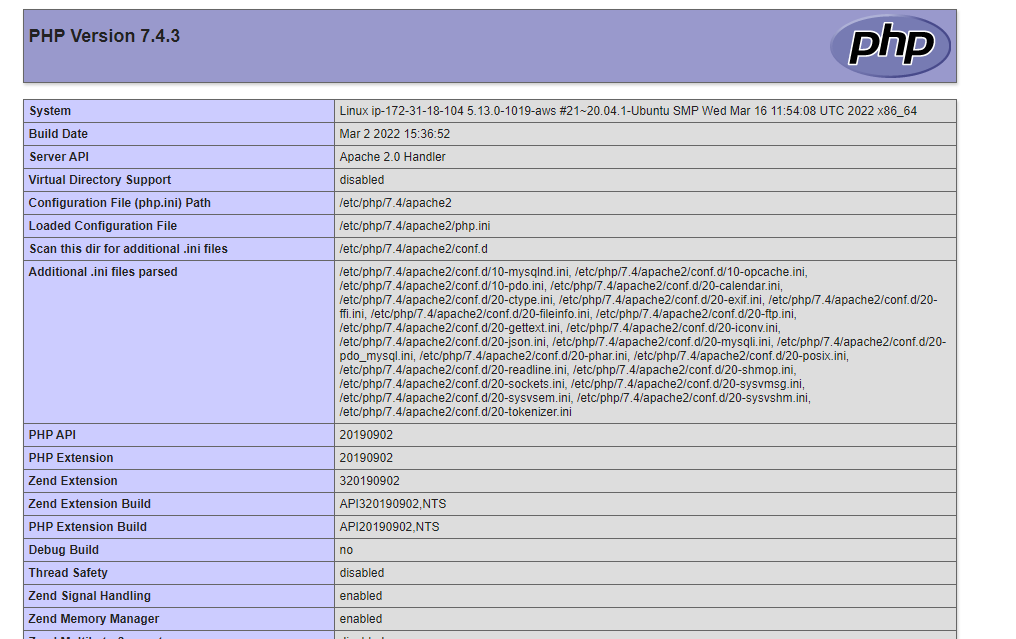 PHP Version 7.4.3
php
System Linux ip-172-31-18-104 5.13.0-1019-aws #21~20.04.1-Ubuntu SMP Wed Mar 16 11:54:08 UTC 2022 x86_64
Build Date Mar 2 2022 15:36:52
Server API Apache 2.0 Handler
Virtual Directory Support disabled
Configuration File (php.ini) Path /etc/php/7.4/apache2
Loaded Configuration File /etc/php/7.4/apache2/php.ini
Scan this dir for additional .ini files /etc/php/7.4/apache2/conf.d
Additional .ini files parsed /etc/php/7.4/apache2/conf.d/10-mysqlnd.ini, /etc/php/7.4/apache2/conf.d/10-opcache.ini,
/etc/php/7.4/apache2/conf.d/10-pdo.ini, /etc/php/7.4/apache2/conf.d/20-calendar.ini,
/etc/php/7.4/apache2/conf.d/20-ctype.ini, /etc/php/7.4/apache2/conf.d/20-exif.ini, /etc/php/7.4/apache2/conf.d/20-
ffi.ini, /etc/php/7.4/apache2/conf.d/20-fileinfo.ini, /etc/php/7.4/apache2/conf.d/20-ftp.ini,
/etc/php/7.4/apache2/conf.d/20-gettext.ini, /etc/php/7.4/apache2/conf.d/20-iconv.ini,
/etc/php/7.4/apache2/conf.d/20-json.ini, /etc/php/7.4/apache2/conf.d/20-mysqli.ini, /etc/php/7.4/apache2/conf.d/20-
pdo_mysql.ini, /etc/php/7.4/apache2/conf.d/20-phar.ini, /etc/php/7.4/apache2/conf.d/20-posix.ini,
/etc/php/7.4/apache2/conf.d/20-readline.ini, /etc/php/7.4/apache2/conf.d/20-shmop.ini,
/etc/php/7.4/apache2/conf.d/20-sockets.ini, /etc/php/7.4/apache2/conf.d/20-sysvmsg.ini,
/etc/php/7.4/apache2/conf.d/20-sysvsem.ini, /etc/php/7.4/apache2/conf.d/20-sysvshm.ini,
/etc/php/7.4/apache2/conf.d/20-tokenizer.ini
PHP API 20190902
PHP Extension 20190902
Zend Extension 320190902
Zend Extension Build API320190902,NTS
PHP Extension Build API20190902,NTS
Debug Build no
Thread Safety disabled
Zend Signal Handling enabled
Zend Memory Manager enabled